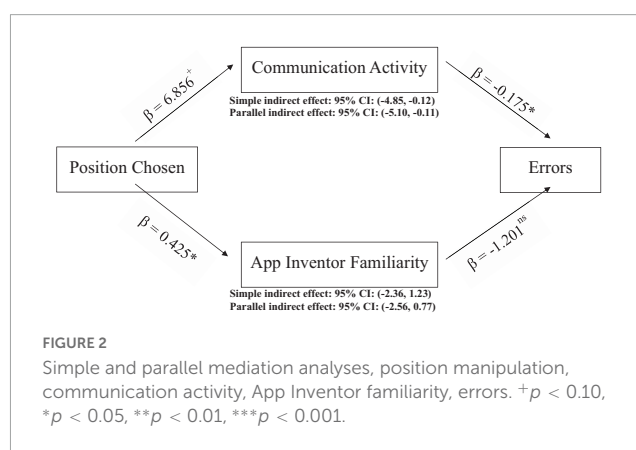 Communication Activity
β = 6.856⁺
β = -0.175*
Simple indirect effect: 95% CI: (-4.85, -0.12)
Parallel indirect effect: 95% CI: (-5.10, -0.11)
Position Chosen
Errors
β = 0.425*
β = -1.201ⁿˢ
App Inventor Familiarity
Simple indirect effect: 95% CI: (-2.36, 1.23)
Parallel indirect effect: 95% CI: (-2.56, 0.77)
FIGURE 2
Simple and parallel mediation analyses, position manipulation,
communication activity, App Inventor familiarity, errors. ⁺p < 0.10,
*p < 0.05, **p < 0.01, ***p < 0.001.